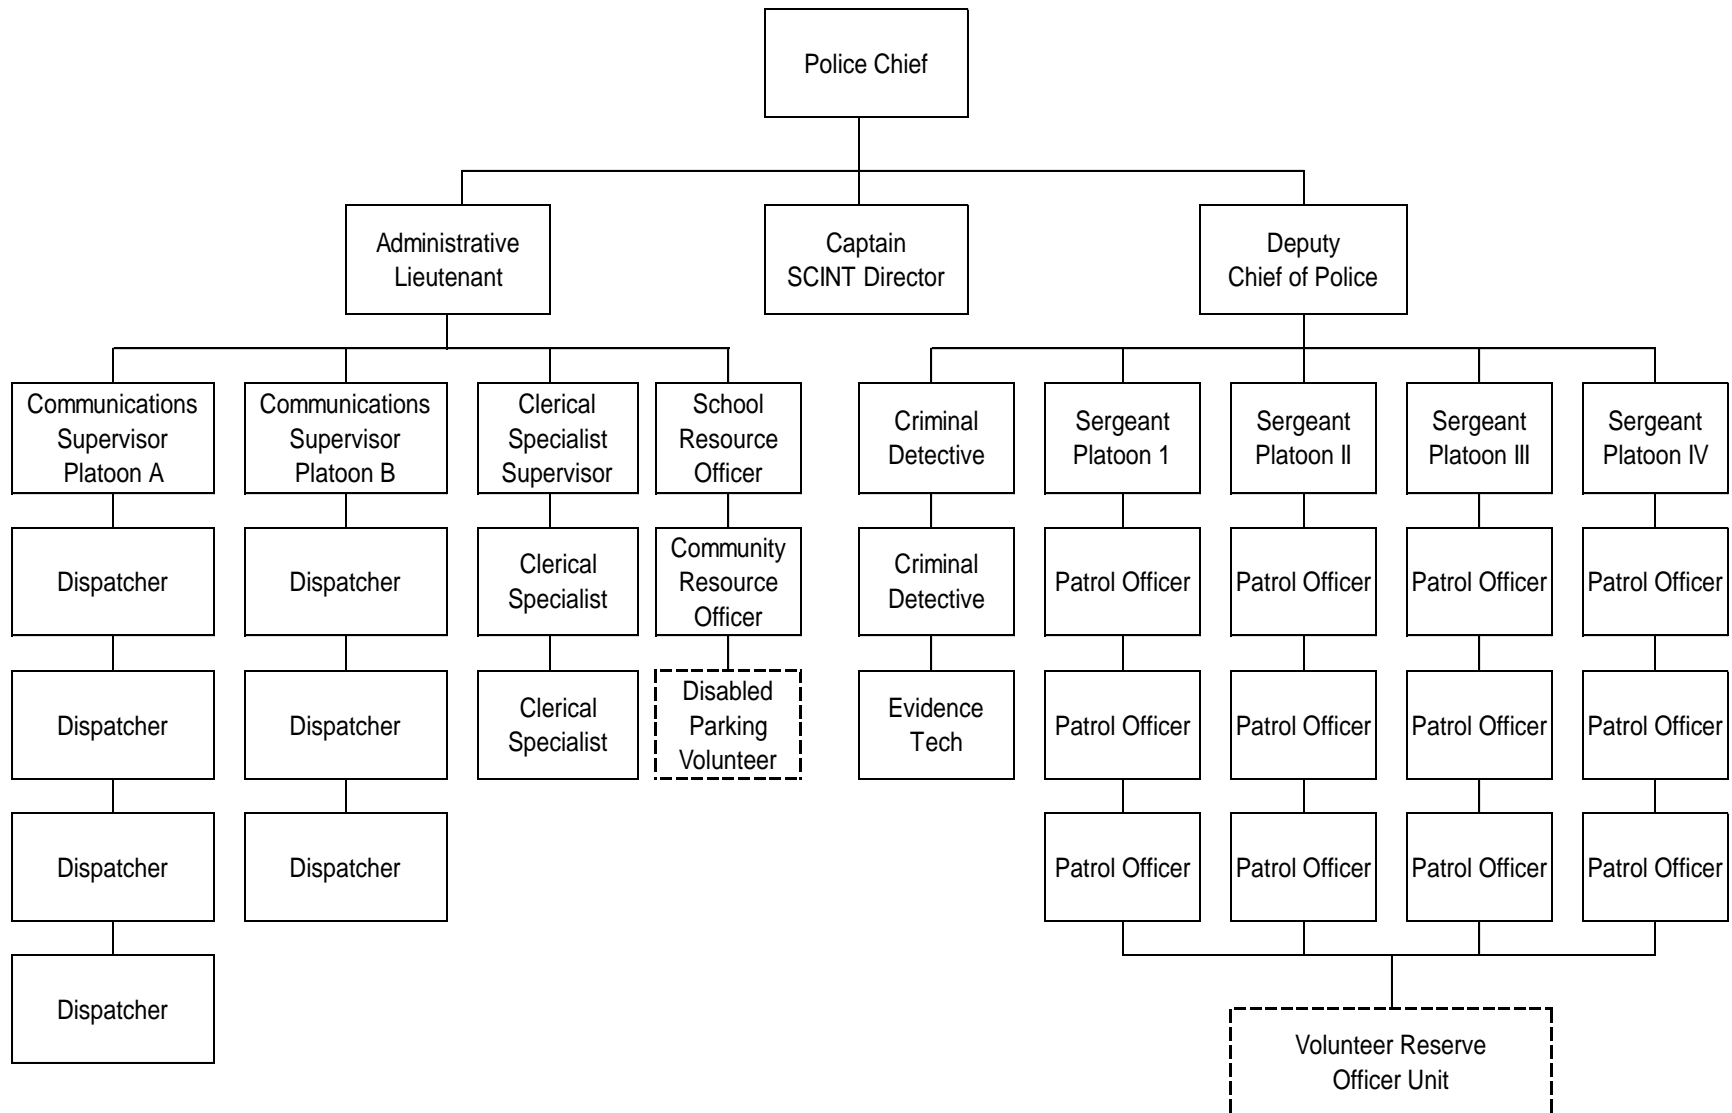 Police Chief
Administrative
Lieutenant
Captain
SCINT Director
Deputy
Chief of Police
Communications
Supervisor
Platoon A
Communications
Supervisor
Platoon B
Clerical
Specialist
Supervisor
School
Resource
Officer
Criminal
Detective
Sergeant
Platoon 1
Sergeant
Platoon II
Sergeant
Platoon III
Sergeant
Platoon IV
Dispatcher
Dispatcher
Clerical
Specialist
Community
Resource
Officer
Criminal
Detective
Patrol Officer
Patrol Officer
Patrol Officer
Patrol Officer
Dispatcher
Dispatcher
Clerical
Specialist
Disabled
Parking
Volunteer
Evidence
Tech
Patrol Officer
Patrol Officer
Patrol Officer
Patrol Officer
Dispatcher
Dispatcher
Patrol Officer
Patrol Officer
Patrol Officer
Patrol Officer
Dispatcher
Volunteer Reserve
Officer Unit